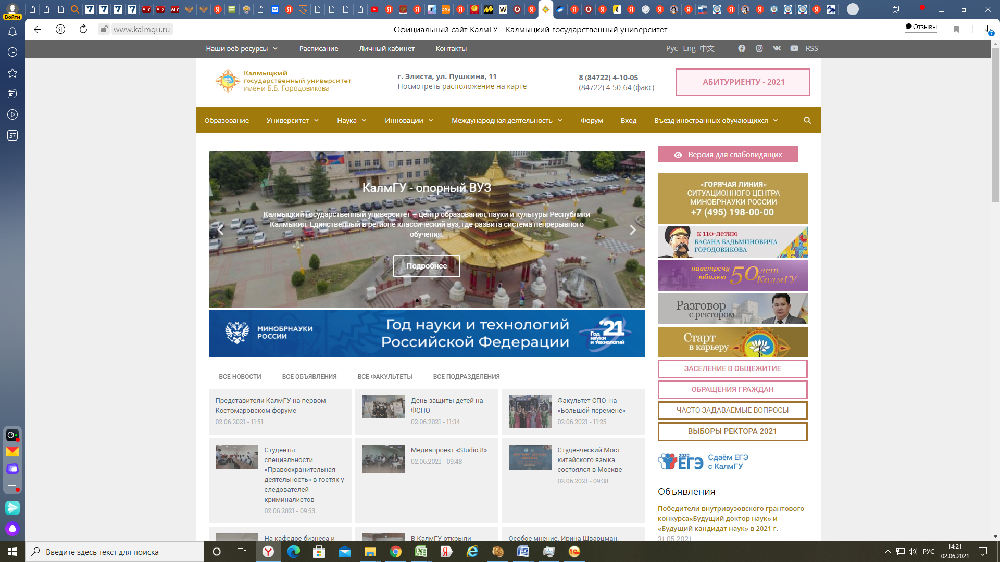 Войти
www.kalmgu.ru
Официальный сайт КалмГУ - Калмыцкий государственный университет
Отзывы
7
57
Наши веб-ресурсы
Расписание
Личный кабинет
Контакты
Рус
Eng
中文
RSS
Калмыцкий
государственный университет
имени Б.Б. Городовикова
г. Элиста, ул. Пушкина, 11
Посмотреть расположение на карте
8 (84722) 4-10-05
(84722) 4-50-64 (факс)
АБИТУРИЕНТУ - 2021
Образование
Университет
Наука
Инновации
Международная деятельность
Форум
Вход
Въезд иностранных обучающихся
КалмГУ - опорный ВУЗ
Калмыцкий государственный университет – центр образования, науки и культуры Республики
Калмыкия. Единственный в регионе классический вуз, где развита система непрерывного
обучения.
Подробнее
МИНОБРНАУКИ
РОССИИ
Год науки и технологий
Российской Федерации
21
Год
науки
и технологий
ВСЕ НОВОСТИ
ВСЕ ОБЪЯВЛЕНИЯ
ВСЕ ФАКУЛЬТЕТЫ
ВСЕ ПОДРАЗДЕЛЕНИЯ
Представители КалмГУ на первом
Костомаровском форуме
02.06.2021 - 11:51
День защиты детей на
ФСПО
02.06.2021 - 11:34
Факультет СПО на
«Большой перемене»
02.06.2021 - 11:25
Студенты
специальности
«Правоохранительная
деятельность» в гостях у
следователей-
криминалистов
02.06.2021 - 09:53
Медиапроект «Studio 8»
02.06.2021 - 09:48
Студенческий Мост
китайского языка
состоялся в Москве
02.06.2021 - 09:38
На кафедре бизнеса и
В КалмГУ открыли
Особое мнение. Ирина Шварцман.
Версия для слабовидящих
«ГОРЯЧАЯ ЛИНИЯ»
СИТУАЦИОННОГО ЦЕНТРА
МИНОБРНАУКИ РОССИИ
+7 (495) 198-00-00
к 110-летию
БАСАНА БАДЬМИНОВИЧА
ГОРОДОВИКОВА
навстречу
юбилею
50 лет
КалмГУ
Разговор
с ректором
Старт
в карьеру
ЗАСЕЛЕНИЕ В ОБЩЕЖИТИЕ
ОБРАЩЕНИЯ ГРАЖДАН
ЧАСТО ЗАДАВАЕМЫЕ ВОПРОСЫ
ВЫБОРЫ РЕКТОРА 2021
2020
ЕГЭ
Сдаём ЕГЭ
с КалмГУ
Объявления
Победители внутривузовского грантового
конкурса«Будущий доктор наук» и
«Будущий кандидат наук» в 2021 г.
31.05.2021
Введите здесь текст для поиска
РУС
14:21
02.06.2021